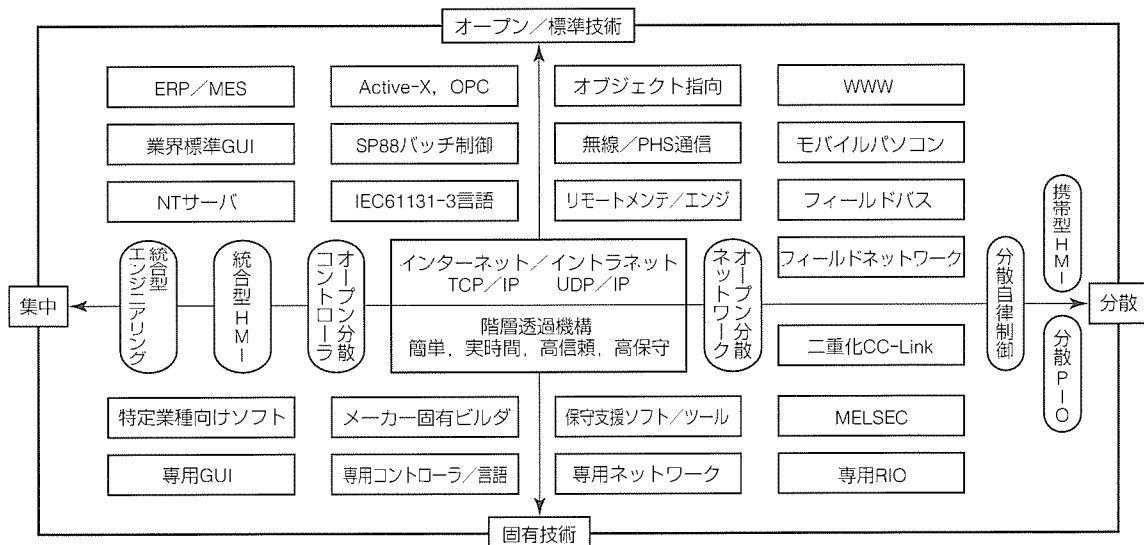 オープン／標準技術
ERP／MES
Active-X，OPC
オブジェクト指向
WWW
業界標準GUI
SP88バッチ制御
無線／PHS通信
モバイルパソコン
NTサーバ
IEC61131-3言語
リモートメンテ／エンジ
フィールドバス
フィールドネットワーク
集中
統合型
エンジニアリング
統合型HMI
オープン分散
コントローラ
インターネット／イントラネット
TCP／IP　UDP／IP
階層透過機構
簡単，実時間，高信頼，高保守
オープン分散
ネットワーク
分散自律制御
携帯型HMI
分散PIO
分散
二重化CC-Link
特定業種向けソフト
メーカー固有ビルダ
保守支援ソフト／ツール
MELSEC
専用GUI
専用コントローラ／言語
専用ネットワーク
専用RIO
固有技術